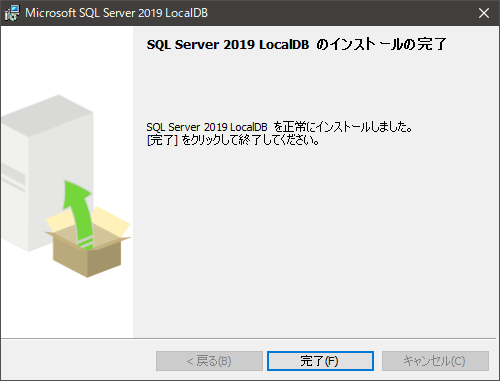 Microsoft SQL Server 2019 LocalDB
SQL Server 2019 LocalDB のインストールの完了
SQL Server 2019 LocalDB を正常にインストールしました。
[完了] をクリックして終了してください。
< 戻る(B)
完了(F)
キャンセル(C)